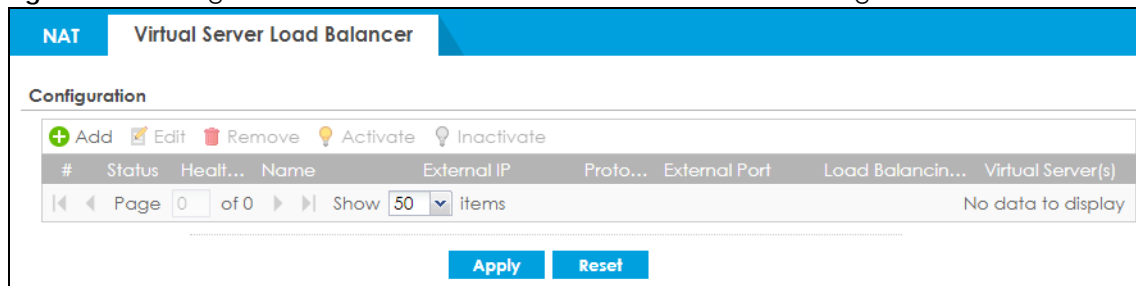 NAT Virtual Server Load Balancer
Configuration
Add Edit Remove Activate Inactivate
# Status Healt... Name External IP Proto... External Port Load Balancin... Virtual Server(s)
Page 0 of 0 Show 50 items No data to display
Apply Reset